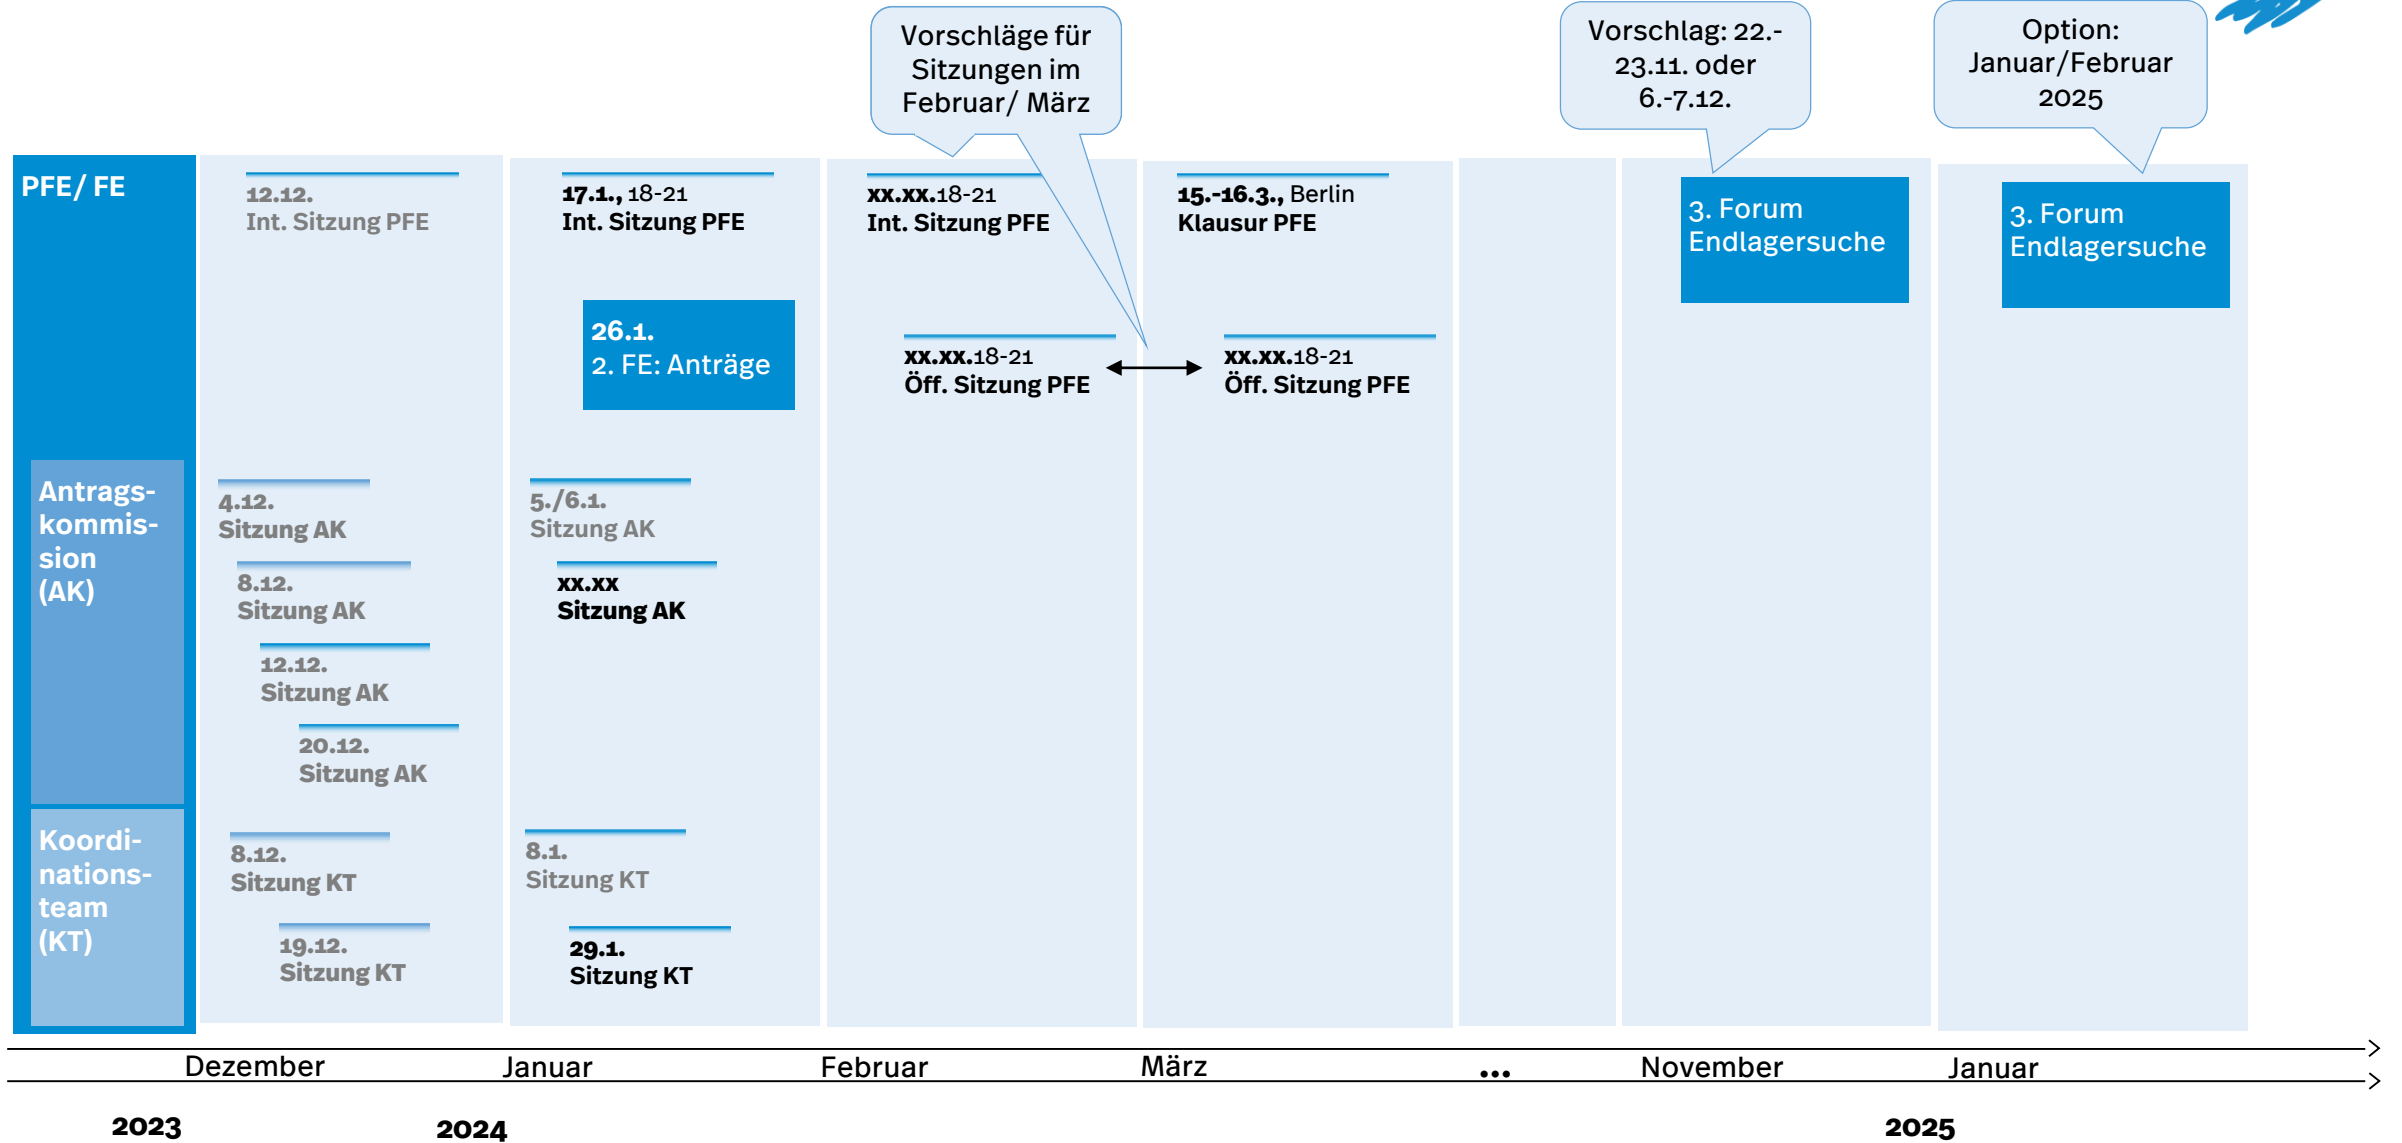 Vorschläge für
Sitzungen im
Februar/ März
Vorschlag: 22.-
23.11. oder
6.-7.12.
Option:
Januar/Februar
2025
PFE/ FE
12.12.
Int. Sitzung PFE
17.1., 18-21
Int. Sitzung PFE
xx.xx.18-21
Int. Sitzung PFE
15.-16.3., Berlin
Klausur PFE
3. Forum
Endlagersuche
3. Forum
Endlagersuche
26.1.
2. FE: Anträge
xx.xx.18-21
Öff. Sitzung PFE
xx.xx.18-21
Öff. Sitzung PFE
Antrags-
kommis-
sion
(AK)
4.12.
Sitzung AK
8.12.
Sitzung AK
12.12.
Sitzung AK
20.12.
Sitzung AK
5./6.1.
Sitzung AK
xx.xx
Sitzung AK
Koordi-
nations-
team
(KT)
8.12.
Sitzung KT
19.12.
Sitzung KT
8.1.
Sitzung KT
29.1.
Sitzung KT
Dezember
Januar
Februar
März
...
November
Januar
2023
2024
2025